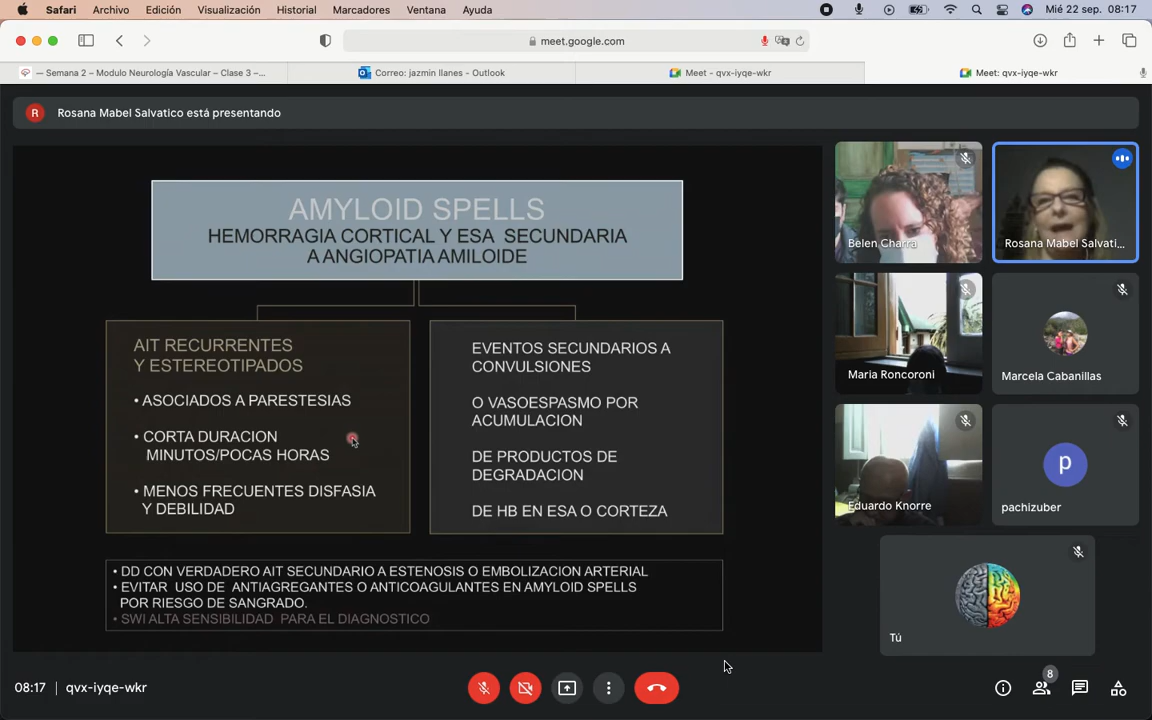 Safari Archivo Edición Visualización Historial Marcadores Ventana Ayuda Mié 22 sep. 08:17
meet.google.com
— Semana 2 – Modulo Neurología Vascular – Clase 3 –... Correo: jazmin llanes - Outlook Meet - qvx-iyqe-wkr Meet: qvx-iyqe-wkr
R Rosana Mabel Salvatico está presentando
AMYLOID SPELLS
HEMORRAGIA CORTICAL Y ESA SECUNDARIA
A ANGIOPATIA AMILOIDE
AIT RECURRENTES
Y ESTEREOTIPADOS
• ASOCIADOS A PARESTESIAS
• CORTA DURACION
MINUTOS/POCAS HORAS
• MENOS FRECUENTES DISFASIA
Y DEBILIDAD
EVENTOS SECUNDARIOS A
CONVULSIONES
O VASOESPASMO POR
ACUMULACION
DE PRODUCTOS DE
DEGRADACION
DE HB EN ESA O CORTEZA
• DD CON VERDADERO AIT SECUNDARIO A ESTENOSIS O EMBOLIZACION ARTERIAL
• EVITAR USO DE ANTIAGREGANTES O ANTICOAGULANTES EN AMYLOID SPELLS
POR RIESGO DE SANGRADO.
• SWI ALTA SENSIBILIDAD PARA EL DIAGNOSTICO
Belen Charra
Rosana Mabel Salvati...
Maria Roncoroni
Marcela Cabanillas
Eduardo Knorre
p
pachizuber
Tú
08:17 | qvx-iyqe-wkr
8